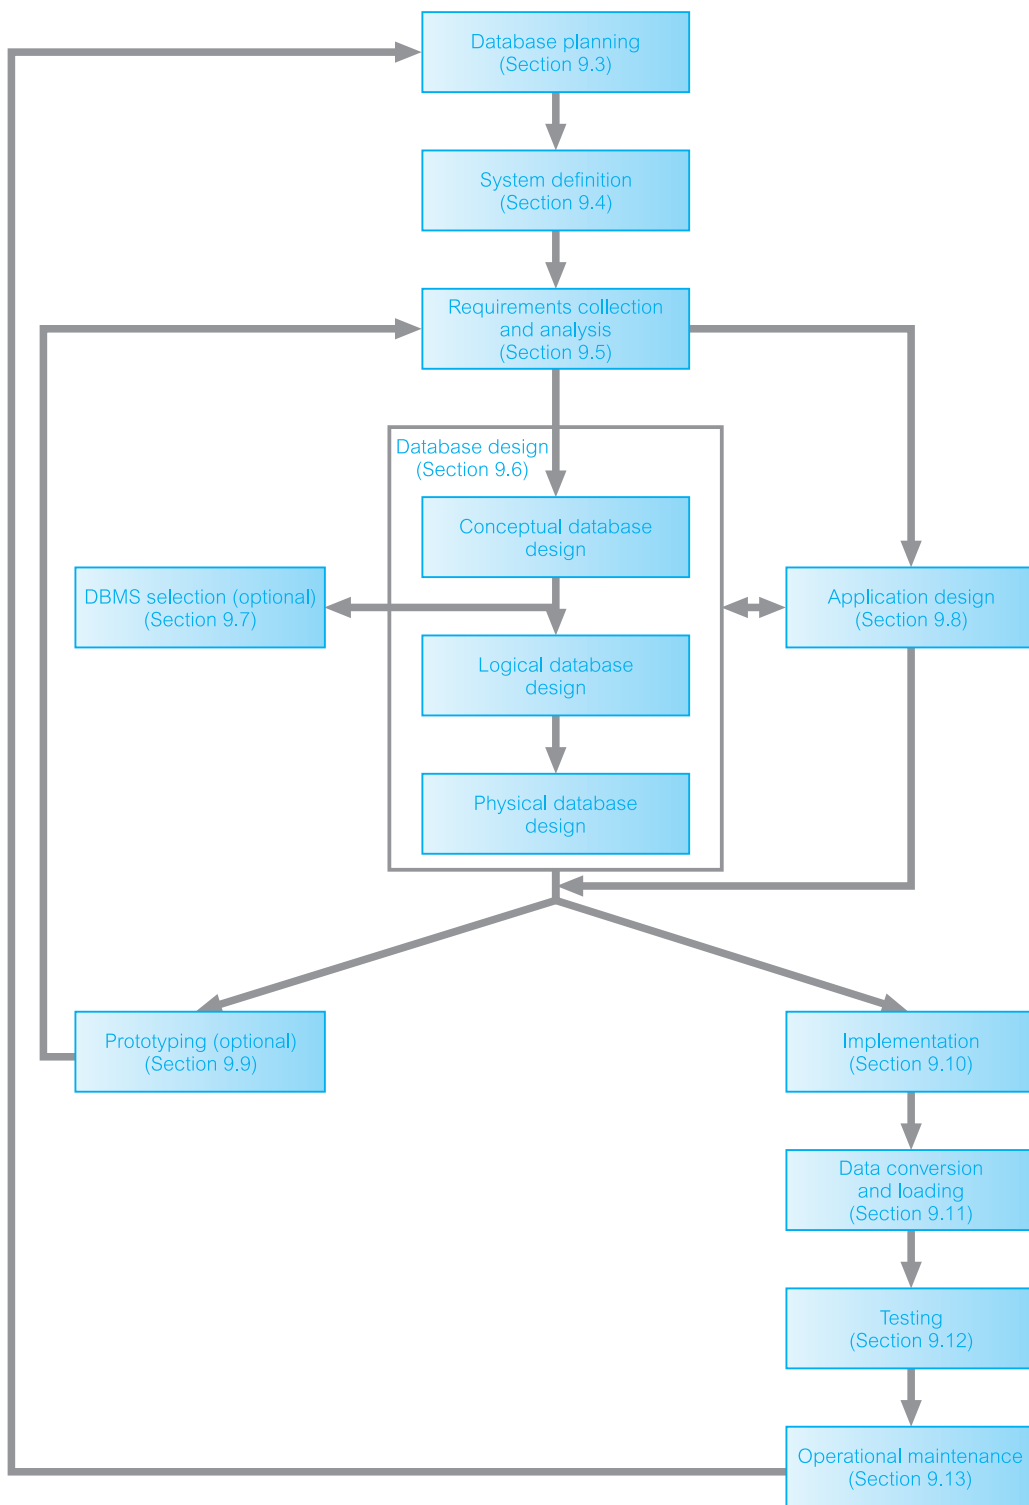 Database planning
(Section 9.3)
System definition
(Section 9.4)
Requirements collection
and analysis
(Section 9.5)
Database design
(Section 9.6)
Conceptual database
design
DBMS selection (optional)
(Section 9.7)
Application design
(Section 9.8)
Logical database
design
Physical database
design
Prototyping (optional)
(Section 9.9)
Implementation
(Section 9.10)
Data conversion
and loading
(Section 9.11)
Testing
(Section 9.12)
Operational maintenance
(Section 9.13)